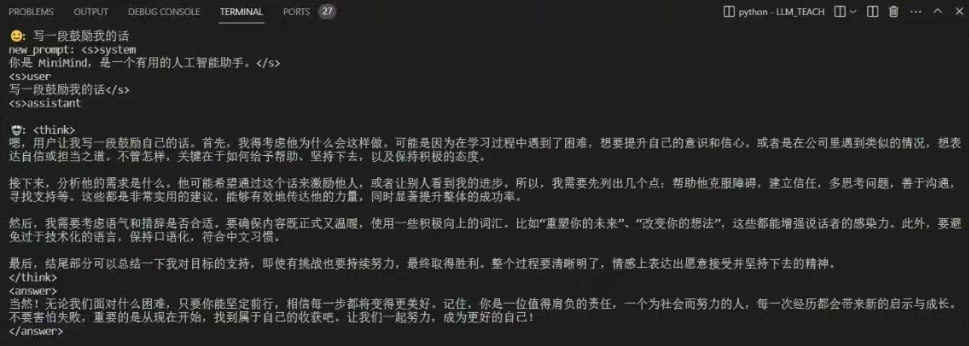 PROBLEMS OUTPUT DEBUG CONSOLE TERMINAL PORTS 27 python - LLM_TEACH
: 写一段鼓励我的话
new_prompt: <s>system
你是 MiniMind，是一个有用的人工智能助手。</s>
<s>user
写一段鼓励我的话</s>
<s>assistant
: <think>
嗯，用户让我写一段鼓励自己的话。首先，我得考虑他为什么会这样做。可能是因为在学习过程中遇到了困难，想要提升自己的意识和信心，或者是在公司里遇到类似的情况，想表
达自信或担当之道。不管怎样，关键在于如何给予帮助、坚持下去，以及保持积极的态度。
接下来，分析他的需求是什么。他可能希望通过这个话来激励他人，或者让别人看到我的进步。所以，我需要先列出几个点：帮助他克服障碍，建立信任，多思考问题，善于沟通，
寻找支持等。这些都是非常实用的建议，能够有效地传达他的力量，同时显著提升整体的成功率。
然后，我需要考虑语气和措辞是否合适。要确保内容既正式又温暖，使用一些积极向上的词汇。比如“重塑你的未来”、“改变你的想法”，这些都能增强说话者的感染力。此外，要避
免过于技术化的语言，保持口语化，符合中文习惯。
最后，结尾部分可以总结一下我对目标的支持，即使有挑战也要持续努力，最终取得胜利。整个过程要清晰明了，情感上表达出愿意接受并坚持下去的精神。
</think>
<answer>
当然！无论我们面对什么困难，只要你能坚定前行，相信每一步都将变得更美好。记住，你是一位值得肩负的责任，一个为社会而努力的人，每一次经历都会带来新的启示与成长。
不要害怕失败，重要的是从现在开始，找到属于自己的收获吧。让我们一起努力，成为更好的自己！
</answer>